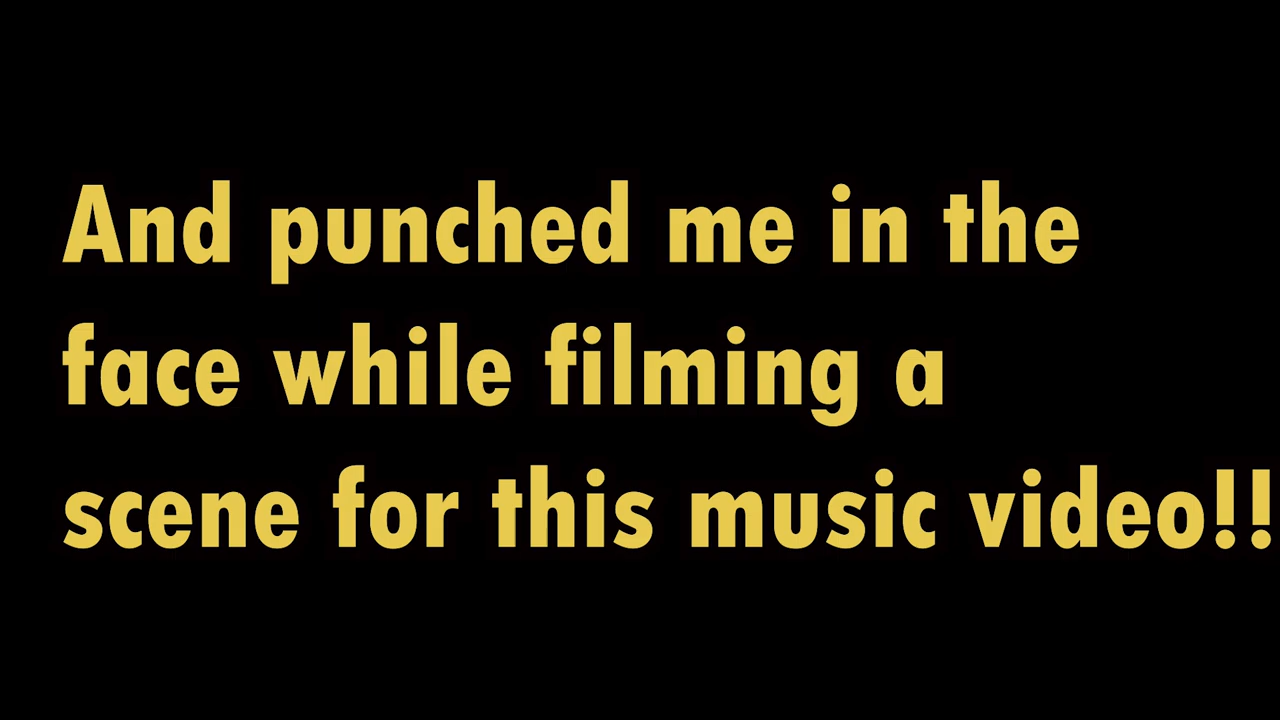 And punched me in the
face while filming a
scene for this music video!!